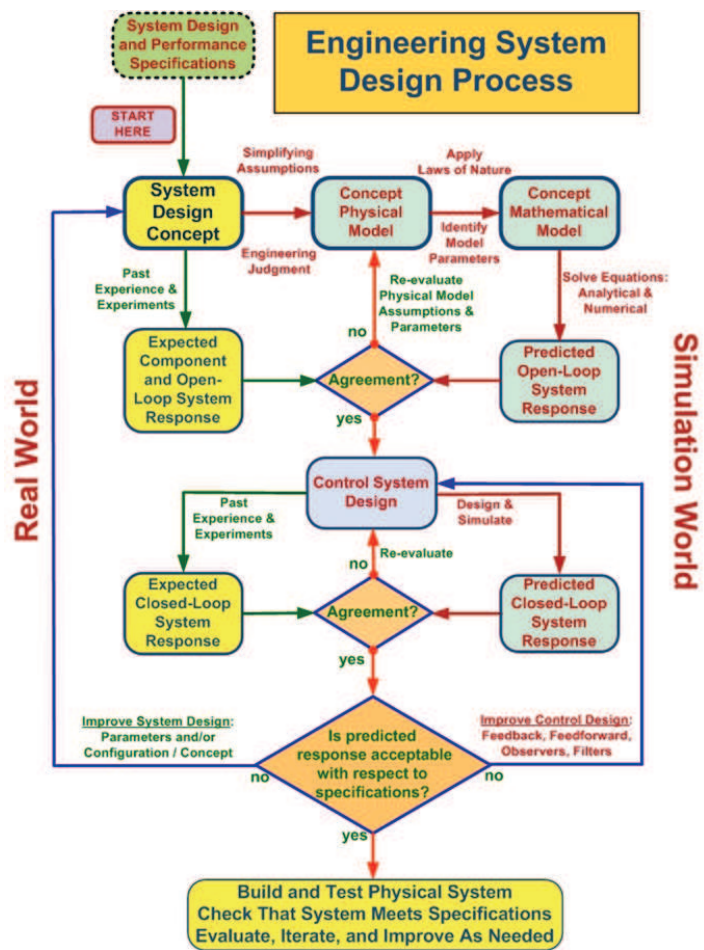 System Design
and Performance
Specifications
Engineering System
Design Process
START
HERE
System
Design
Concept
Simplifying
Assumptions
Engineering
Judgment
Concept
Physical
Model
Apply
Laws of Nature
Identify
Model
Parameters
Concept
Mathematical
Model
Past
Experience &
Experiments
Re-evaluate
Physical Model
Assumptions &
Parameters
Solve Equations:
Analytical &
Numerical
no
Expected
Component
and Open-
Loop System
Response
Agreement?
Predicted
Open-Loop
System
Response
yes
Real World
Simulation World
Control System
Design
Past
Experience &
Experiments
Design &
Simulate
Re-evaluate
no
Expected
Closed-Loop
System
Response
Agreement?
Predicted
Closed-Loop
System
Response
yes
Improve System Design:
Parameters and/or
Configuration / Concept
no
Is
predicted
response acceptable
with respect to
specifications?
Improve Control Design:
Feedback, Feedforward,
Observers, Filters
no
yes
Build and Test Physical System
Check That System Meets Specifications
Evaluate, Iterate, and Improve As Needed